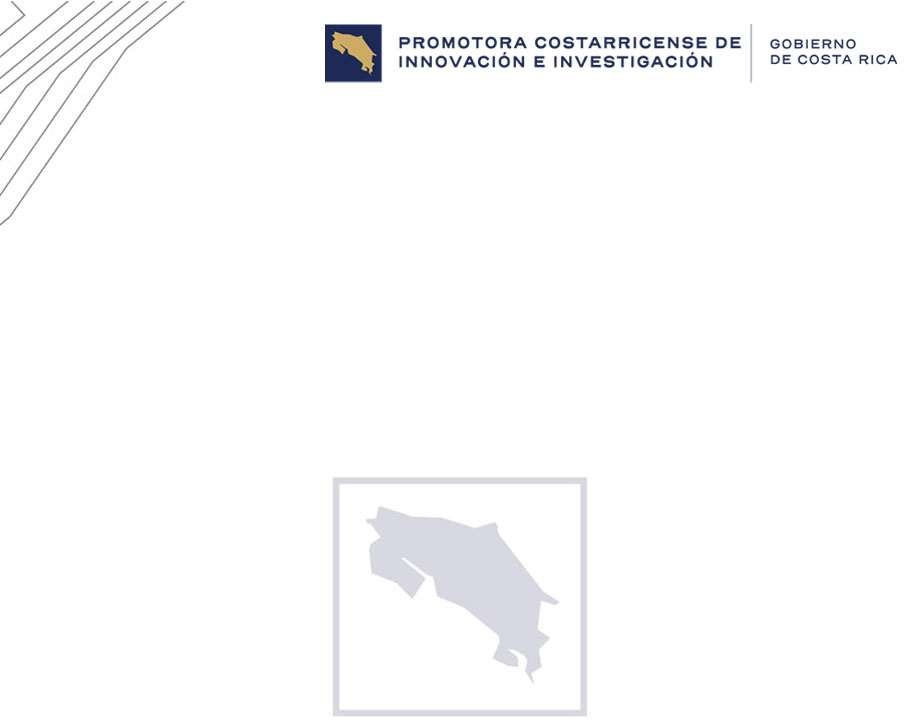 PROMOTORA COSTARRICENSE DE
INNOVACIÓN E INVESTIGACIÓN
GOBIERNO
DE COSTA RICA